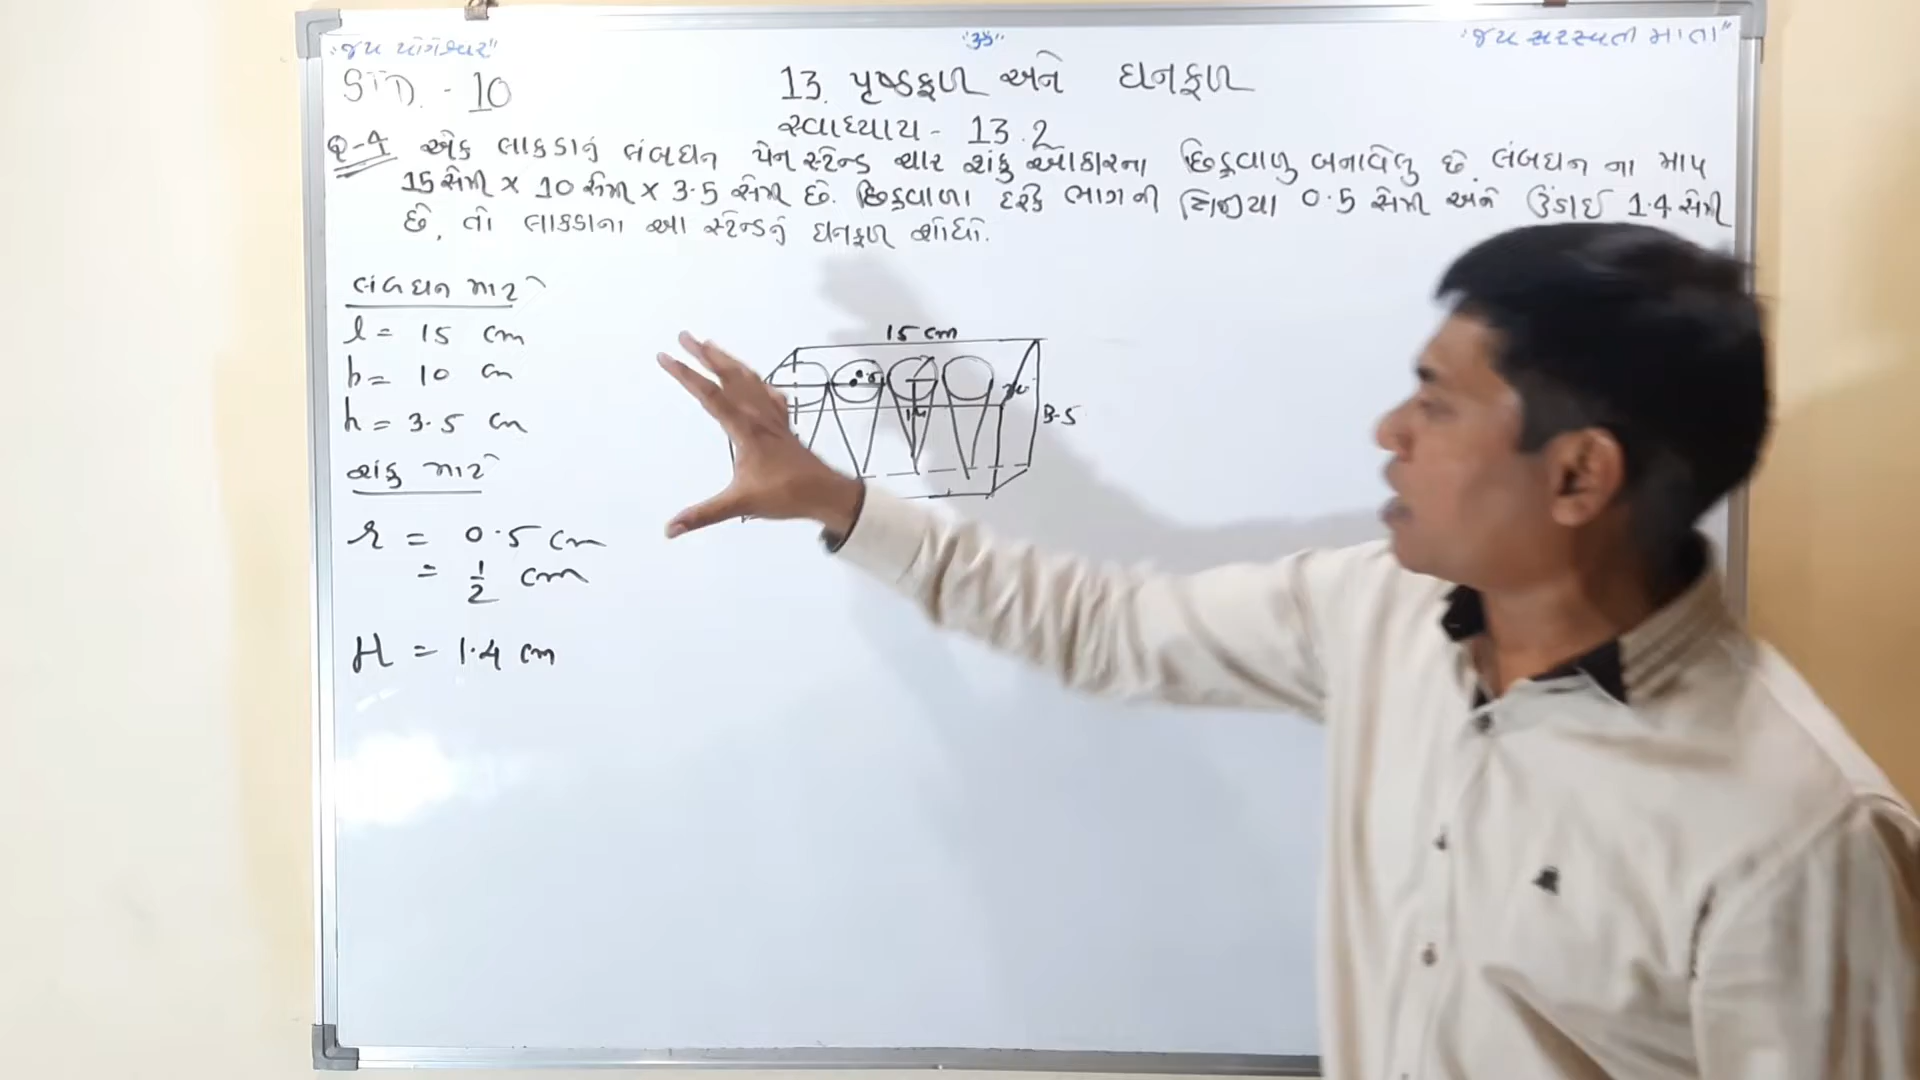 "જય યોગેશ્વર"
"ૐ"
"જય સરસ્વતી માતા"
STD. - 10
13. પૃષ્ઠફળ અને ઘનફળ
સ્વાધ્યાય - 13.2
Q-4 એક લાકડાનું લંબઘન પેન સ્ટેન્ડ ચાર શંકુ આકારના છિદ્રવાળુ બનાવેલુ છે. લંબઘન ના માપ
15 સેમી × 10 સેમી × 3.5 સેમી છે. છિદ્રવાળા દરેક ભાગ ની ત્રિજ્યા 0.5 સેમી અને ઉંડાઈ 1.4 સેમી
છે, તો લાકડાના આ સ્ટેન્ડનું ઘનફળ શોધો.
લંબઘન માટે
l = 15 cm
b = 10 cm
h = 3.5 cm
શંકુ માટે
r = 0.5 cm
= 1/2 cm
H = 1.4 cm
15 cm
3.5